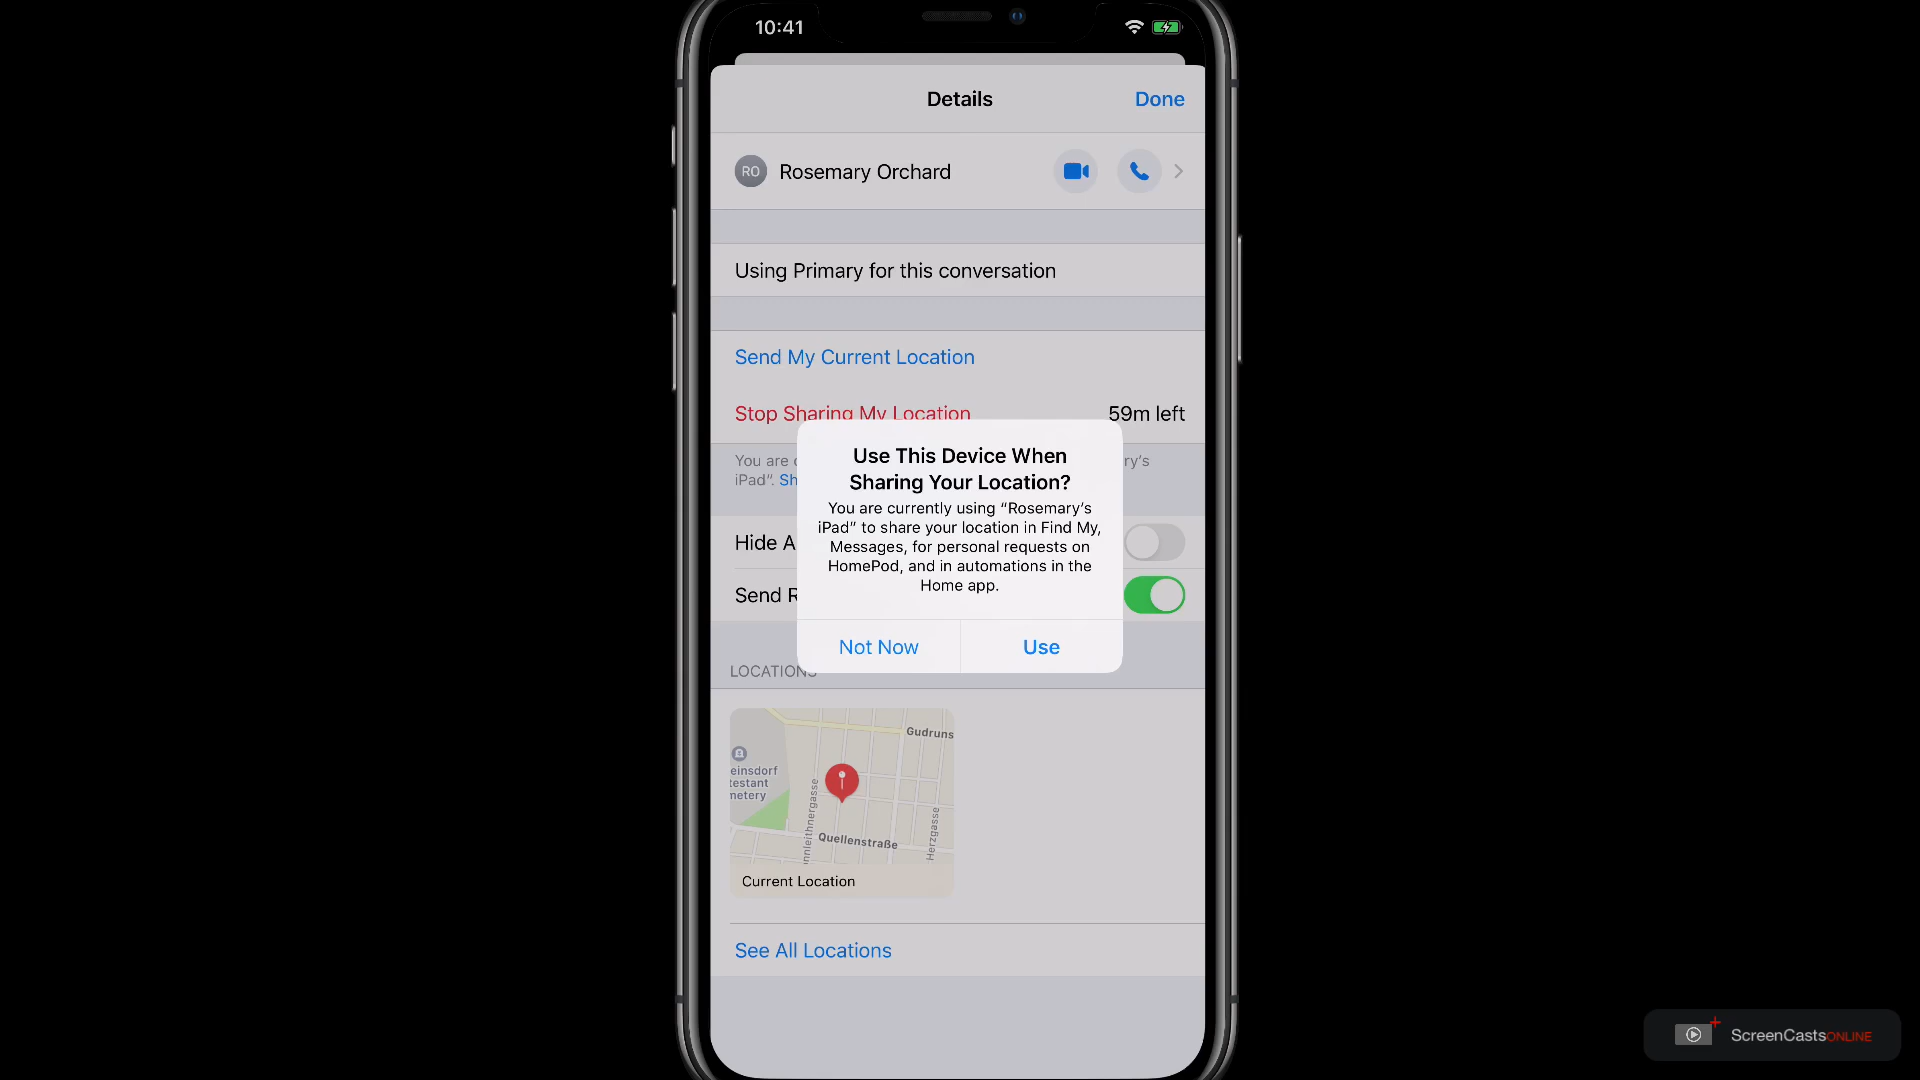 10:41
Details
Done
RO
Rosemary Orchard
Using Primary for this conversation
Send My Current Location
Stop Sharing My Location
59m left
You are
ry's
iPad”. Sh
Use This Device When
Sharing Your Location?
You are currently using “Rosemary's
iPad” to share your location in Find My,
Messages, for personal requests on
HomePod, and in automations in the
Home app.
Hide A
Send R
Not Now
Use
LOCATIONS
Gudruns
einsdorf
testant
metery
nnleithnergasse
Quellenstraße
Herzgasse
Current Location
See All Locations
ScreenCastsONLINE